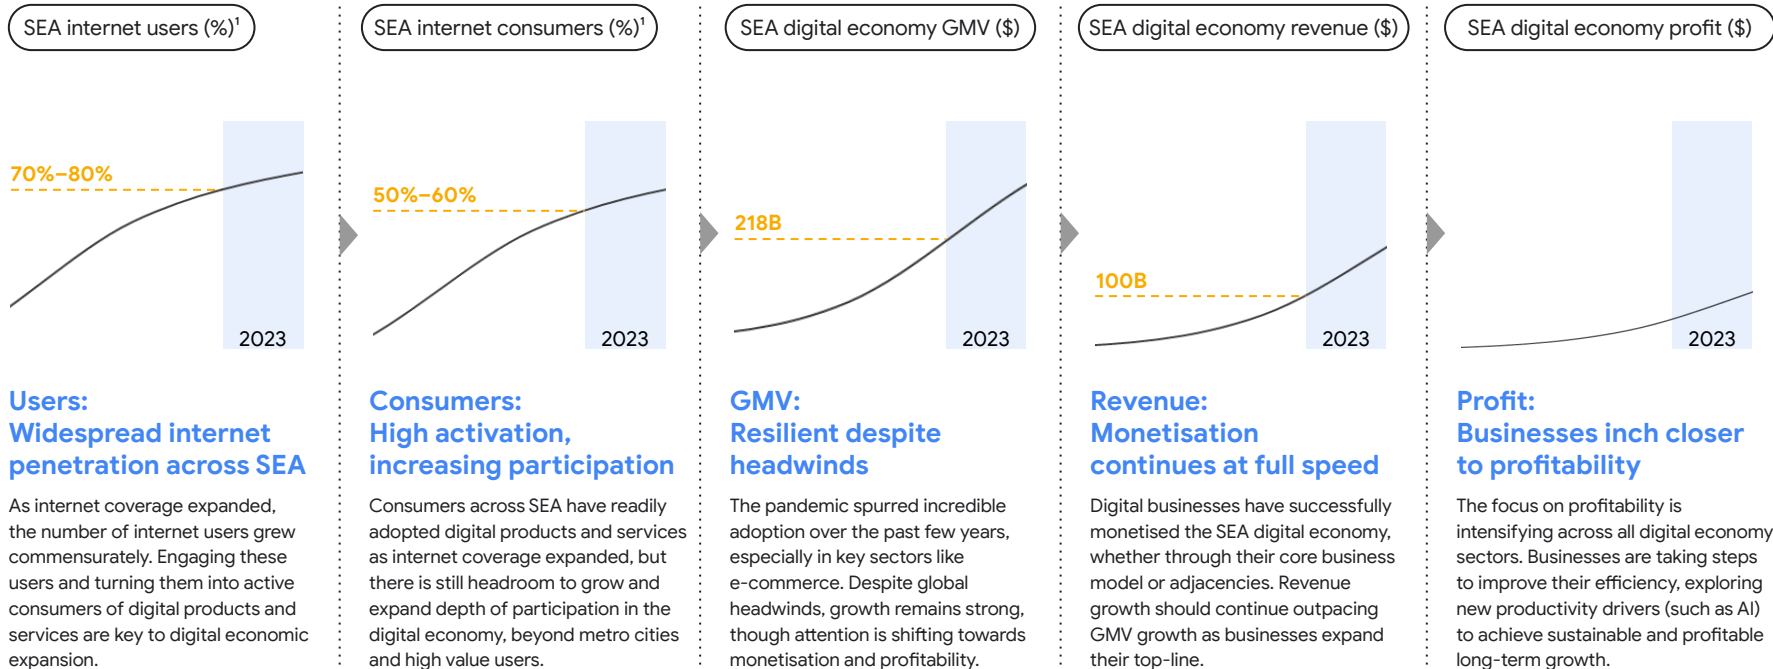 SEA internet users (%)¹
70%–80%
2023
Users:
Widespread internet
penetration across SEA
As internet coverage expanded,
the number of internet users grew
commensurately. Engaging these
users and turning them into active
consumers of digital products and
services are key to digital economic
expansion.
SEA internet consumers (%)¹
50%–60%
2023
Consumers:
High activation,
increasing participation
Consumers across SEA have readily
adopted digital products and services
as internet coverage expanded, but
there is still headroom to grow and
expand depth of participation in the
digital economy, beyond metro cities
and high value users.
SEA digital economy GMV ($)
218B
2023
GMV:
Resilient despite
headwinds
The pandemic spurred incredible
adoption over the past few years,
especially in key sectors like
e-commerce. Despite global
headwinds, growth remains strong,
though attention is shifting towards
monetisation and profitability.
SEA digital economy revenue ($)
100B
2023
Revenue:
Monetisation
continues at full speed
Digital businesses have successfully
monetised the SEA digital economy,
whether through their core business
model or adjacencies. Revenue
growth should continue outpacing
GMV growth as businesses expand
their top-line.
SEA digital economy profit ($)
2023
Profit:
Businesses inch closer
to profitability
The focus on profitability is
intensifying across all digital economy
sectors. Businesses are taking steps
to improve their efficiency, exploring
new productivity drivers (such as AI)
to achieve sustainable and profitable
long-term growth.